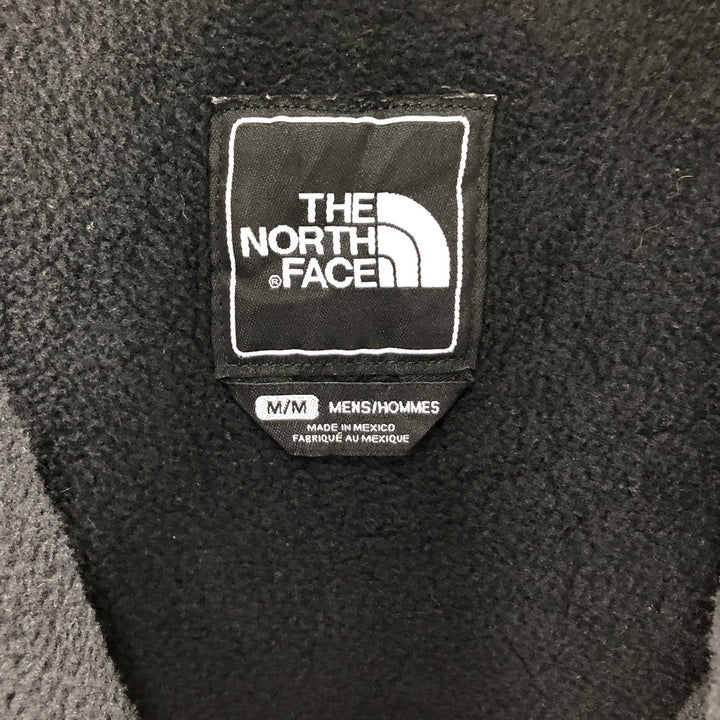 THE
NORTH
® FACE
M/M MENS/HOMMES
MADE IN MEXICO
FABRIQUÉ AU MEXIQUE